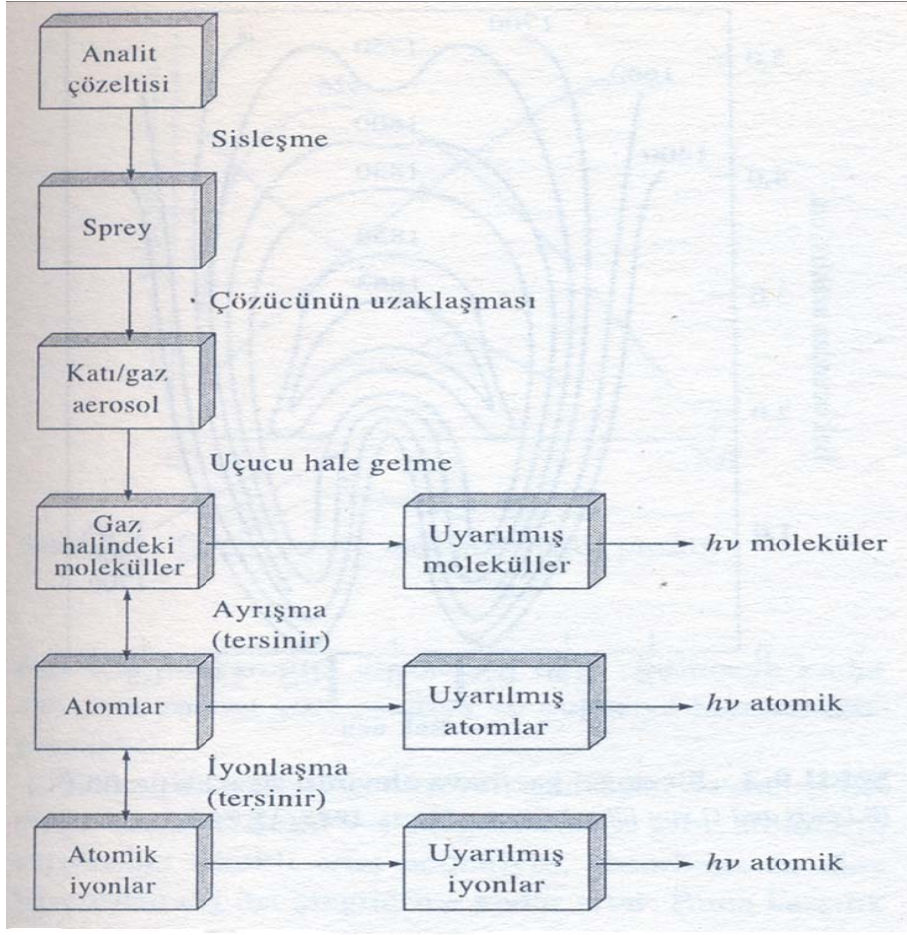 Analit
çözeltisi
Sisleşme
Sprey
Çözücünün uzaklaşması
Katı/gaz
aerosol
Uçucu hale gelme
Gaz
halindeki
moleküller
Uyarılmış
moleküller
hν moleküler
Ayrışma
(tersinir)
Atomlar
Uyarılmış
atomlar
hν atomik
İyonlaşma
(tersinir)
Atomik
iyonlar
Uyarılmış
iyonlar
hν atomik